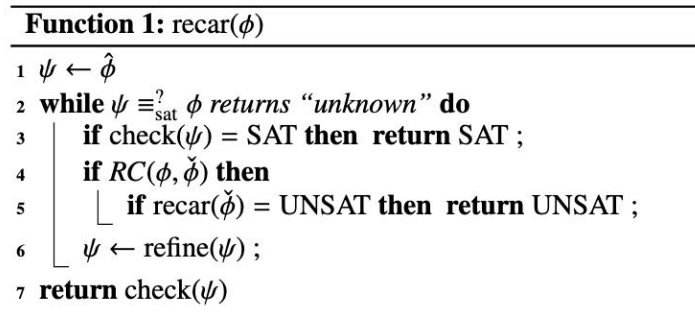 Function 1: recar(ϕ)
1 ψ ← ϕ̂
2 while ψ ≡?sat ϕ returns “unknown” do
3 if check(ψ) = SAT then return SAT ;
4 if RC(ϕ, ϕ̌) then
5 if recar(ϕ̌) = UNSAT then return UNSAT ;
6 ψ ← refine(ψ) ;
7 return check(ψ)